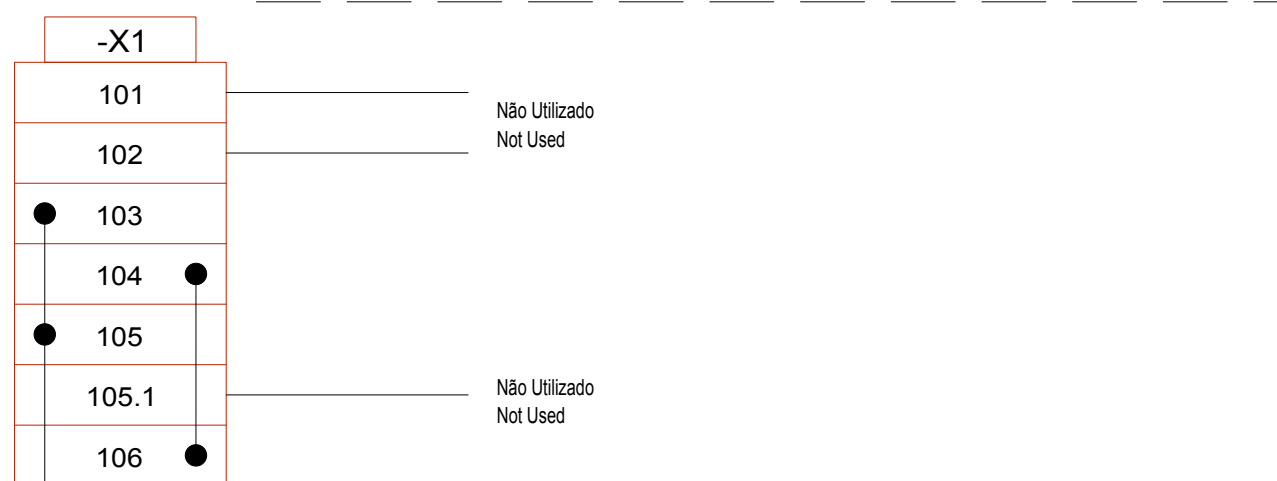 -X1
101
Não Utilizado
Not Used
102
103
104
105
105.1
Não Utilizado
Not Used
106